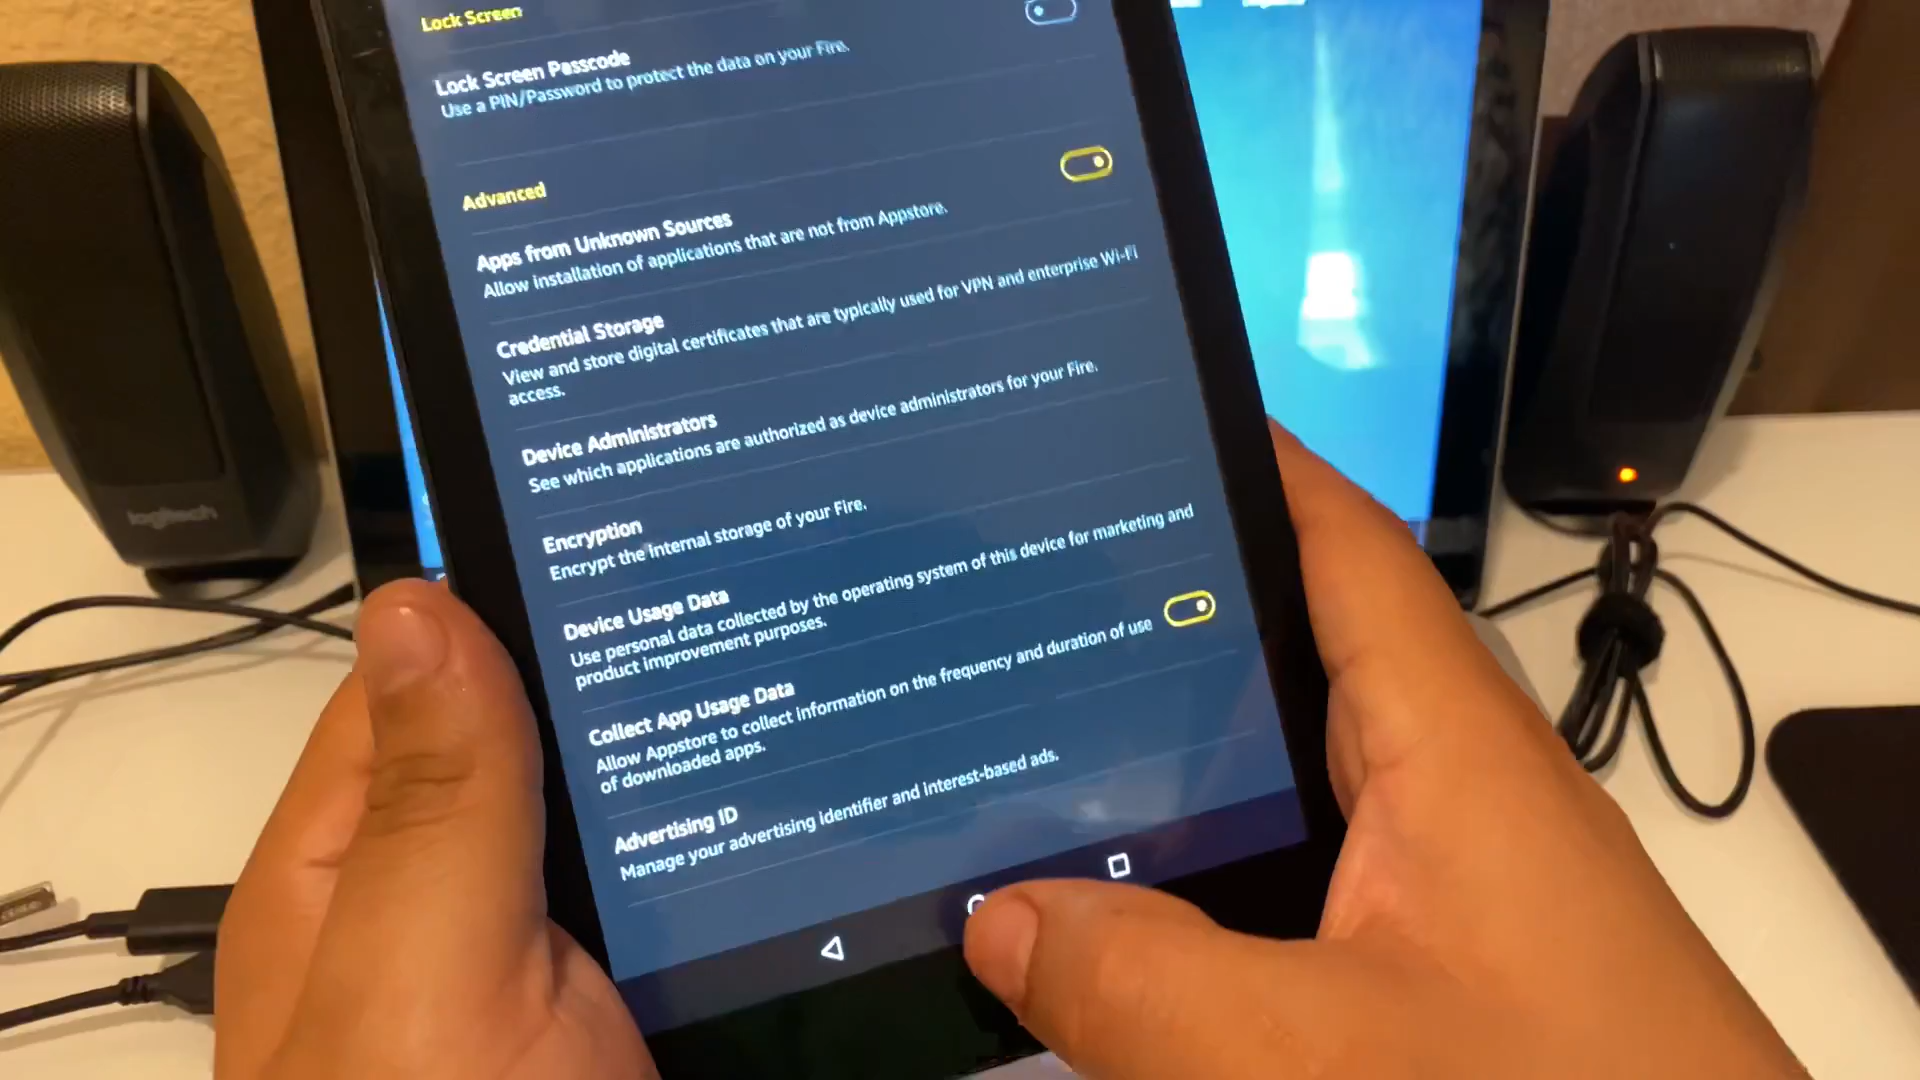 Lock Screen
Lock Screen Passcode
Use a PIN/Password to protect the data on your Fire.
Advanced
Apps from Unknown Sources
Allow installation of applications that are not from Appstore.
Credential Storage
View and store digital certificates that are typically used for VPN and enterprise Wi-Fi
access.
Device Administrators
See which applications are authorized as device administrators for your Fire.
Encryption
Encrypt the internal storage of your Fire.
Device Usage Data
Use personal data collected by the operating system of this device for marketing and
product improvement purposes.
Collect App Usage Data
Allow Appstore to collect information on the frequency and duration of use
of downloaded apps.
Advertising ID
Manage your advertising identifier and interest-based ads.
logitech